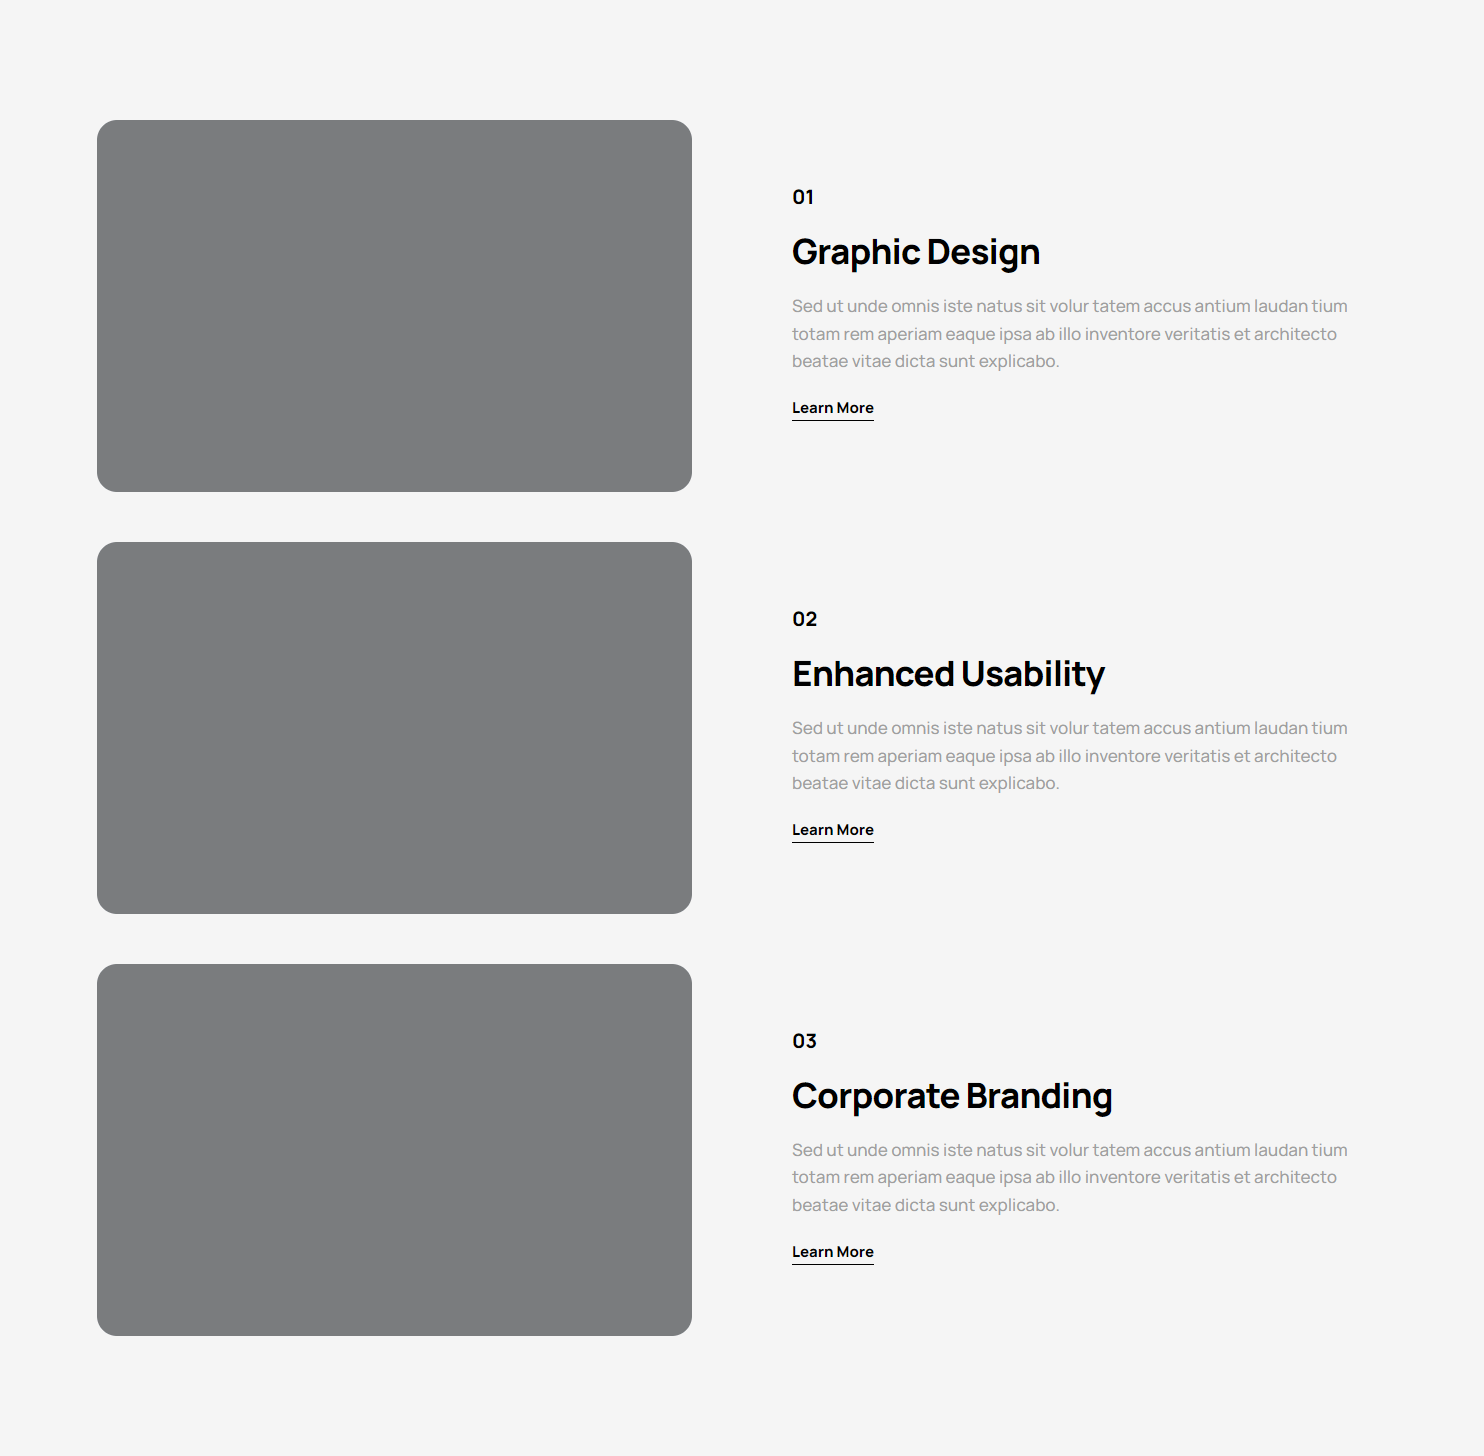 01
Graphic Design
Sed ut unde omnis iste natus sit volur tatem accus antium laudan tium
totam rem aperiam eaque ipsa ab illo inventore veritatis et architecto
beatae vitae dicta sunt explicabo.
Learn More
02
Enhanced Usability
Sed ut unde omnis iste natus sit volur tatem accus antium laudan tium
totam rem aperiam eaque ipsa ab illo inventore veritatis et architecto
beatae vitae dicta sunt explicabo.
Learn More
03
Corporate Branding
Sed ut unde omnis iste natus sit volur tatem accus antium laudan tium
totam rem aperiam eaque ipsa ab illo inventore veritatis et architecto
beatae vitae dicta sunt explicabo.
Learn More